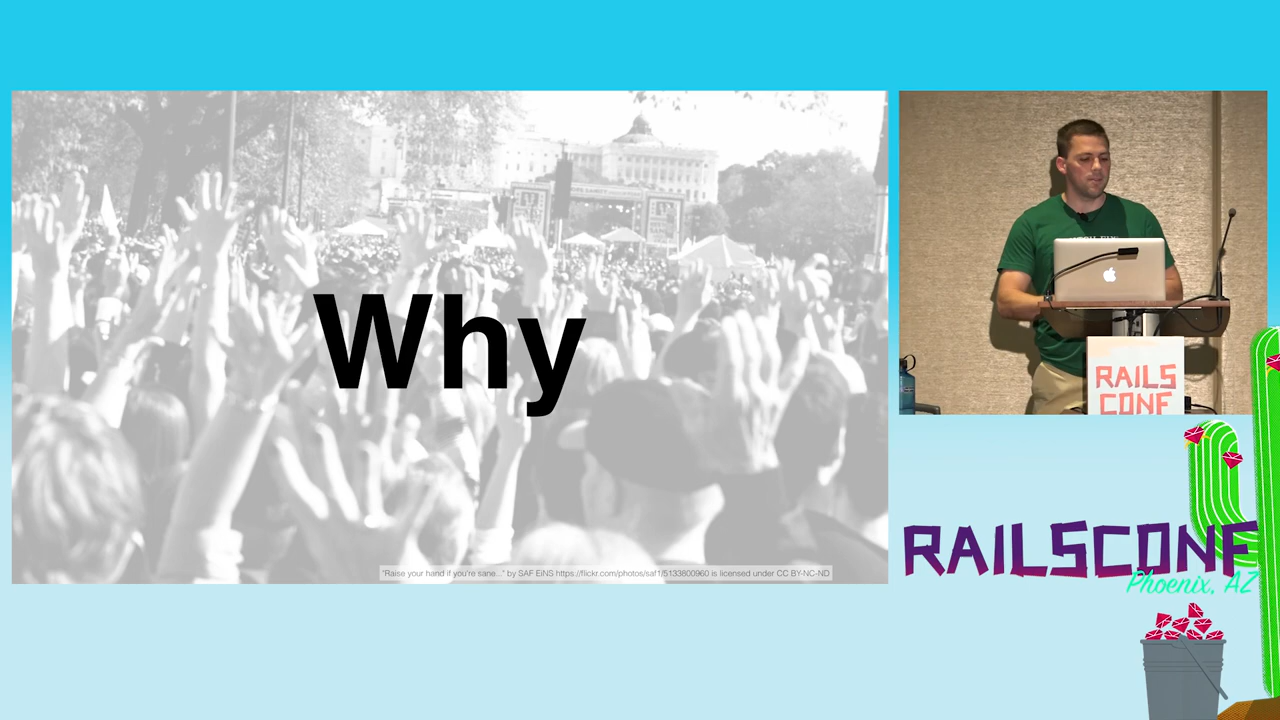 Why
"Raise your hand if you're sane..." by SAF EiNS https://flickr.com/photos/saf1/5133800960 is licensed under CC BY-NC-ND
RAILS
CONF
RAILSCONF
Phoenix, AZ